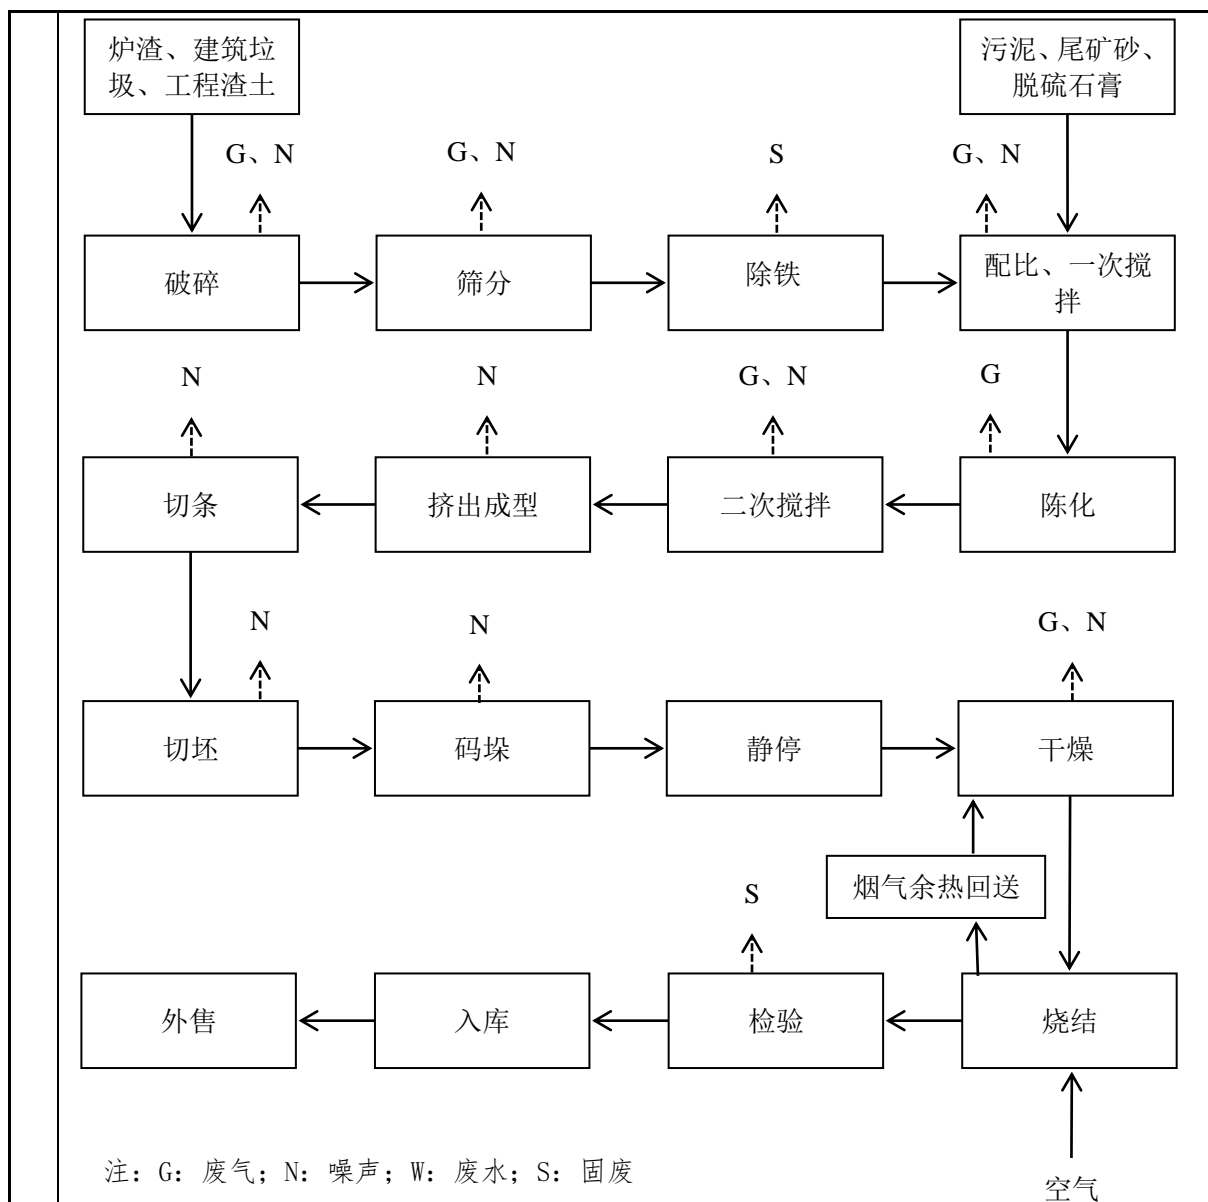 炉渣、建筑垃
圾、工程渣土
污泥、尾矿砂、
脱硫石膏
G、N
G、N
S
G、N
破碎
筛分
除铁
配比、一次搅
拌
N
N
G、N
G
切条
挤出成型
二次搅拌
陈化
N
N
G、N
切坯
码垛
静停
干燥
烟气余热回送
S
外售
入库
检验
烧结
注：G：废气；N：噪声；W：废水；S：固废
空气